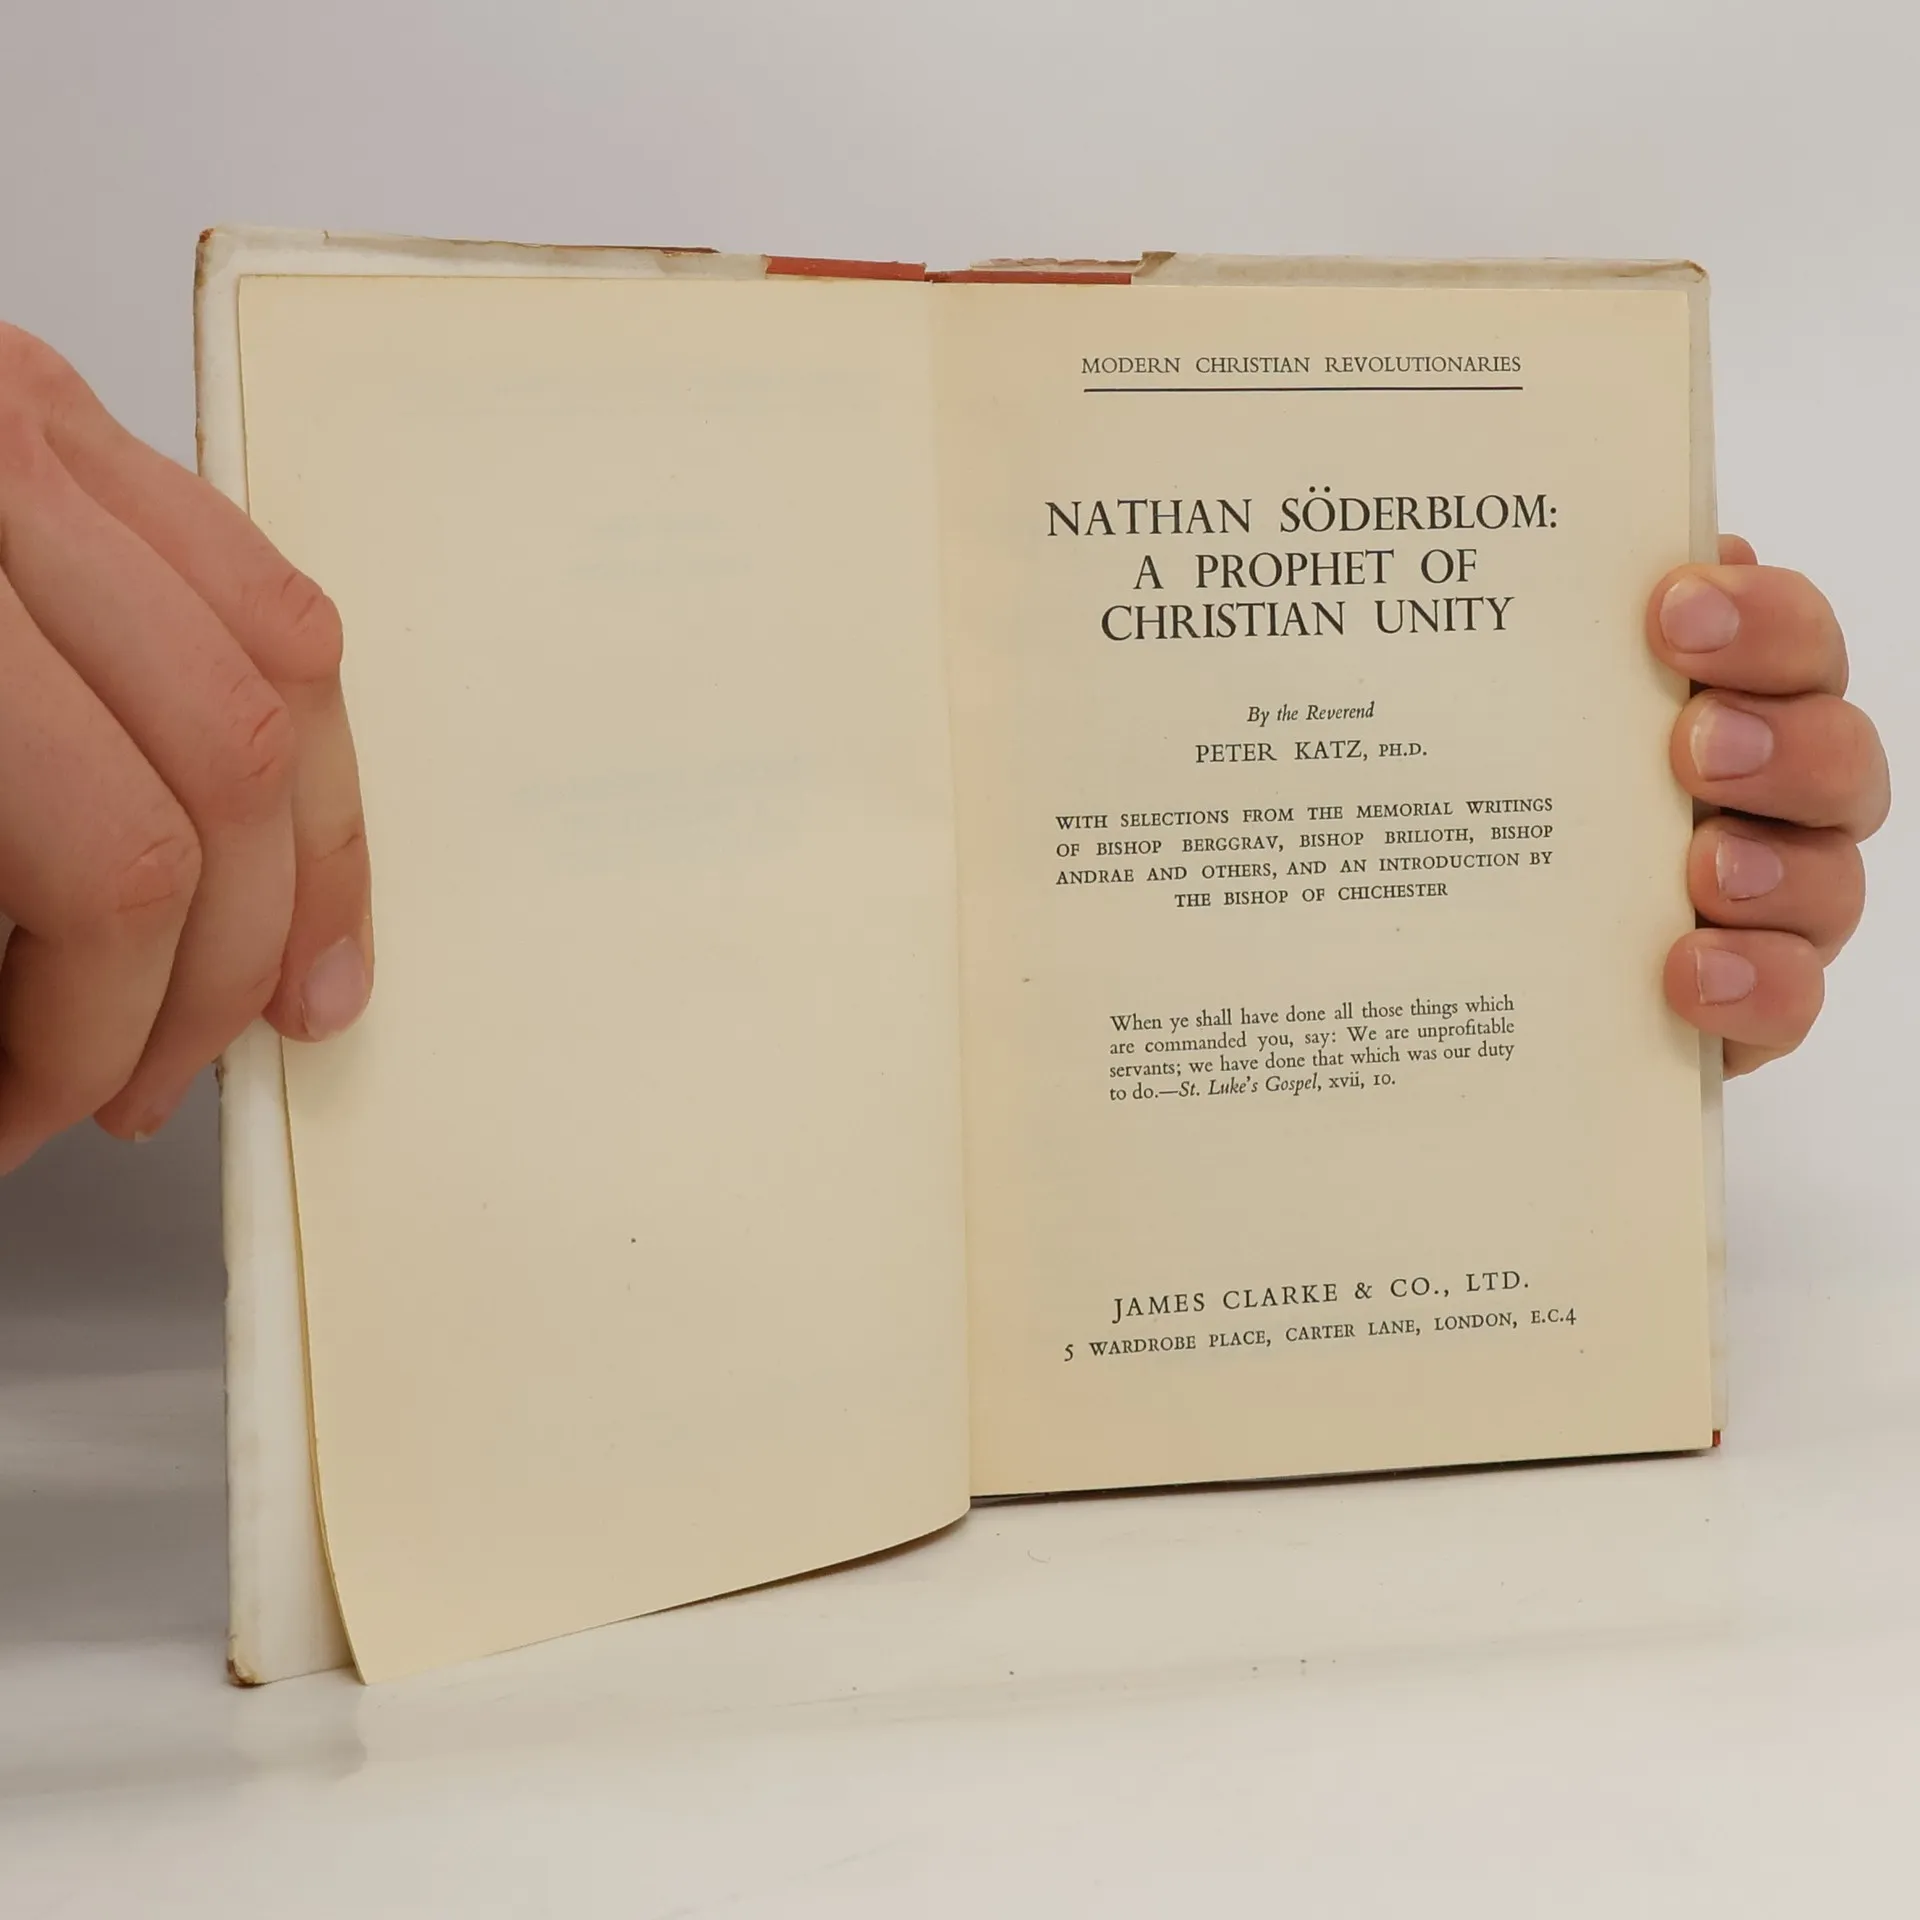 MODERN CHRISTIAN REVOLUTIONARIES
NATHAN SÖDERBLOM:
A PROPHET OF
CHRISTIAN UNITY
By the Reverend
PETER KATZ, PH.D.
WITH SELECTIONS FROM THE MEMORIAL WRITINGS
OF BISHOP BERGGRAV, BISHOP BRILIOTH, BISHOP
ANDRAE AND OTHERS, AND AN INTRODUCTION BY
THE BISHOP OF CHICHESTER
When ye shall have done all those things which
are commanded you, say: We are unprofitable
servants; we have done that which was our duty
to do.—St. Luke's Gospel, xvii, 10.
JAMES CLARKE & CO., LTD.
5 WARDROBE PLACE, CARTER LANE, LONDON, E.C.4